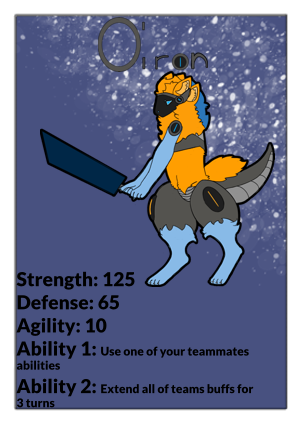 Oiron
Strength: 125
Defense: 65
Agility: 10
Ability 1: Use one of your teammates
abilities
Ability 2: Extend all of teams buffs for
3 turns